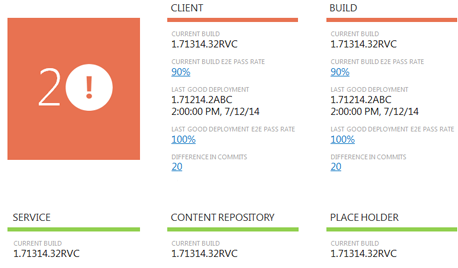 2!
CLIENT
CURRENT BUILD
1.71314.32RVC
CURRENT BUILD E2E PASS RATE
90%
LAST GOOD DEPLOYMENT
1.71214.2ABC
2:00:00 PM, 7/12/14
LAST GOOD DEPLOYMENT E2E PASS RATE
100%
DIFFERENCE IN COMMITS
20
BUILD
CURRENT BUILD
1.71314.32RVC
CURRENT BUILD E2E PASS RATE
90%
LAST GOOD DEPLOYMENT
1.71214.2ABC
2:00:00 PM, 7/12/14
LAST GOOD DEPLOYMENT E2E PASS RATE
100%
DIFFERENCE IN COMMITS
20
SERVICE
CURRENT BUILD
1.71314.32RVC
CONTENT REPOSITORY
CURRENT BUILD
1.71314.32RVC
PLACE HOLDER
CURRENT BUILD
1.71314.32RVC